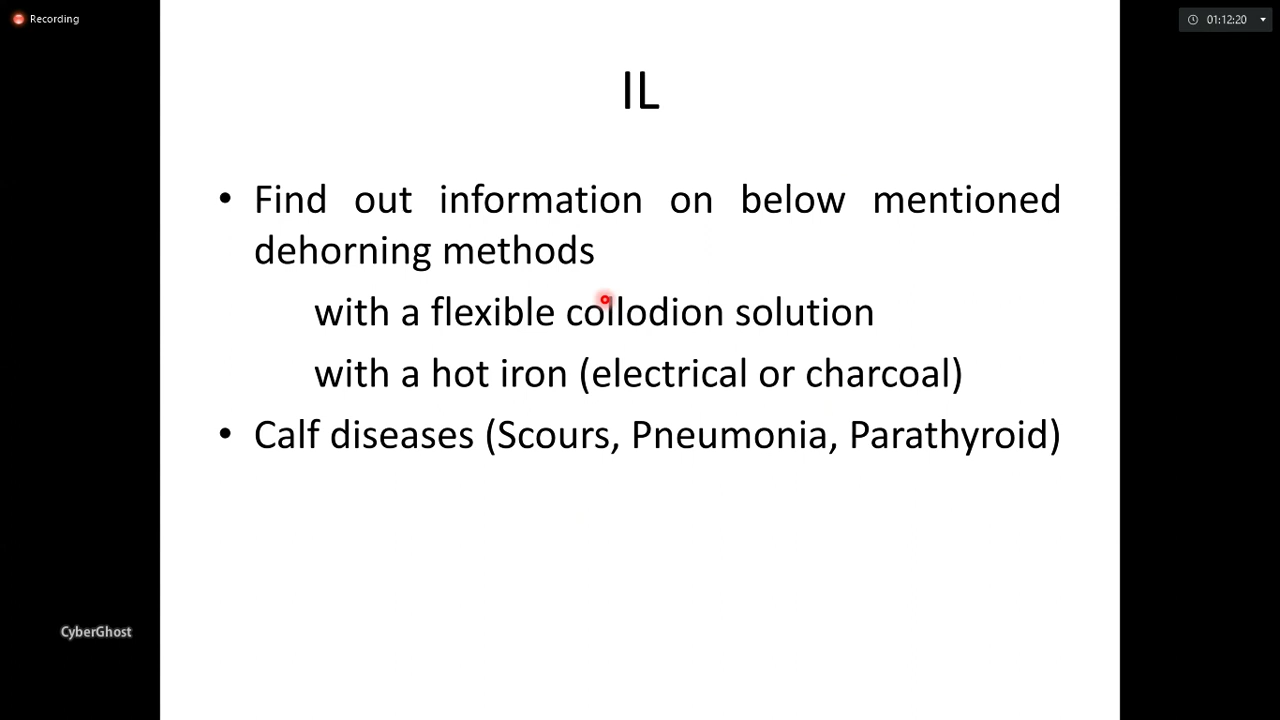 Recording
01:12:20
IL
• Find out information on below mentioned
dehorning methods
with a flexible collodion solution
with a hot iron (electrical or charcoal)
• Calf diseases (Scours, Pneumonia, Parathyroid)
CyberGhost